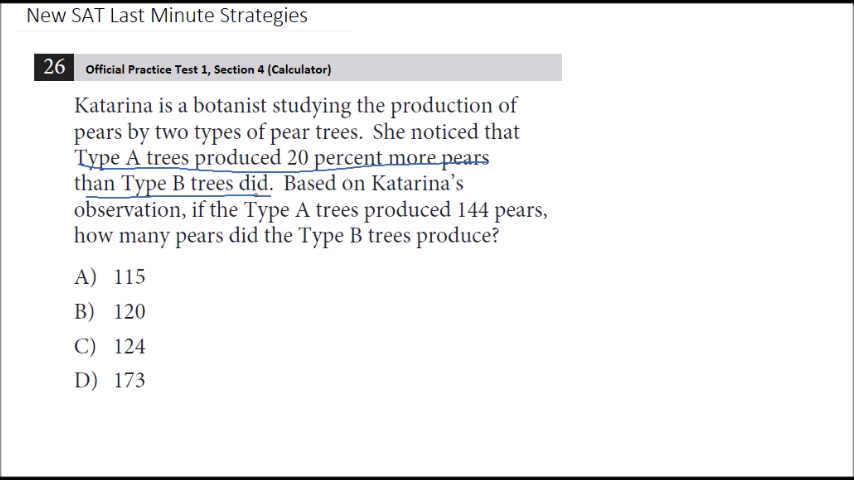 New SAT Last Minute Strategies
26 Official Practice Test 1, Section 4 (Calculator)
Katarina is a botanist studying the production of
pears by two types of pear trees. She noticed that
Type A trees produced 20 percent more pears
than Type B trees did. Based on Katarina's
observation, if the Type A trees produced 144 pears,
how many pears did the Type B trees produce?
A) 115
B) 120
C) 124
D) 173